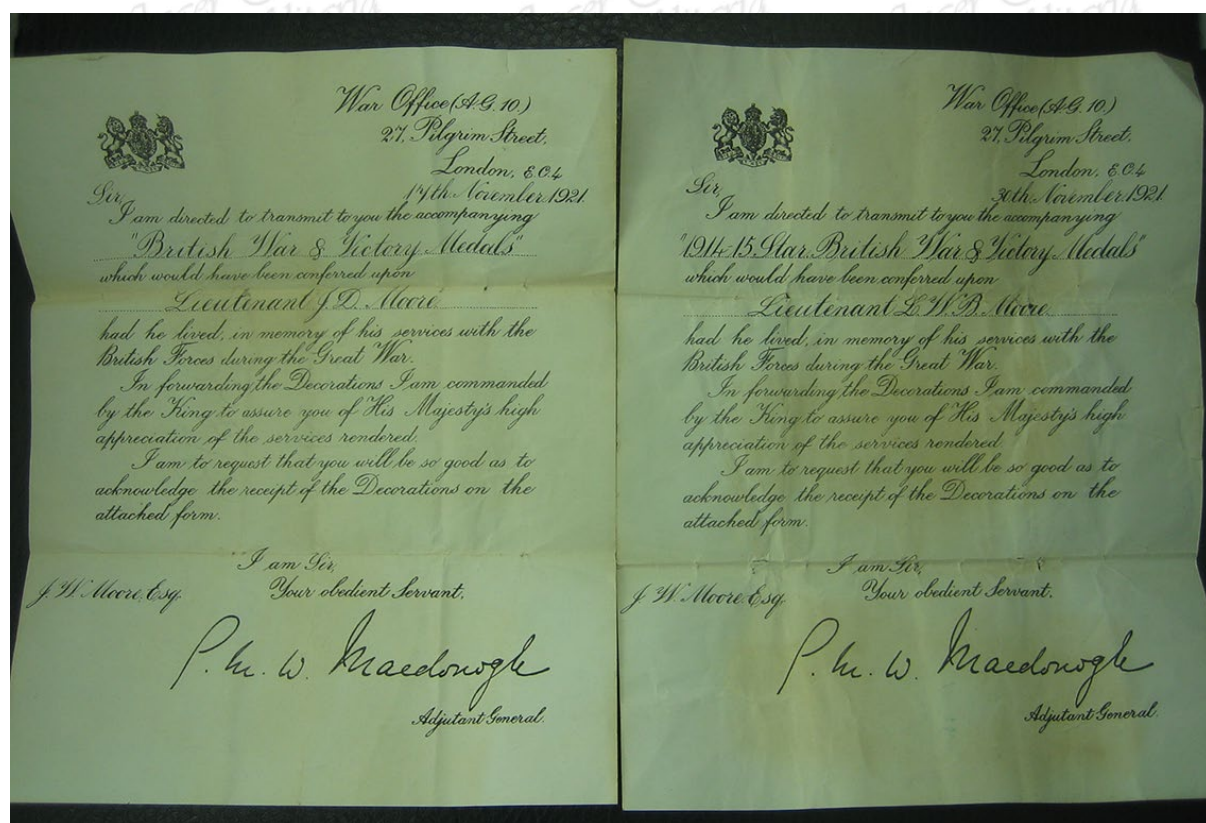 War Office (A.G. 10)
27, Pilgrim Street,
London, E.C.4
17th November 1921.
Sir,
I am directed to transmit to you the accompanying
"British War & Victory Medals"
which would have been conferred upon
Lieutenant J. D. Moore
had he lived, in memory of his services with the
British Forces during the Great War.
In forwarding the Decorations I am commanded
by the King to assure you of His Majesty's high
appreciation of the services rendered.
I am to request that you will be so good as to
acknowledge the receipt of the Decorations on the
attached form.
I am Sir,
Your obedient Servant,
J. W. Moore, Esq.
G. M. W. Macdonogh
Adjutant General.
War Office (A.G. 10)
27, Pilgrim Street,
London, E.C.4
30th November 1921.
Sir,
I am directed to transmit to you the accompanying
"1914-15 Star, British War & Victory Medals"
which would have been conferred upon
Lieutenant L. W. B. Moore
had he lived, in memory of his services with the
British Forces during the Great War.
In forwarding the Decorations I am commanded
by the King to assure you of His Majesty's high
appreciation of the services rendered
I am to request that you will be so good as to
acknowledge the receipt of the Decorations on the
attached form.
I am Sir,
Your obedient Servant,
J. W. Moore Esq.
G. M. W. Macdonogh
Adjutant General.